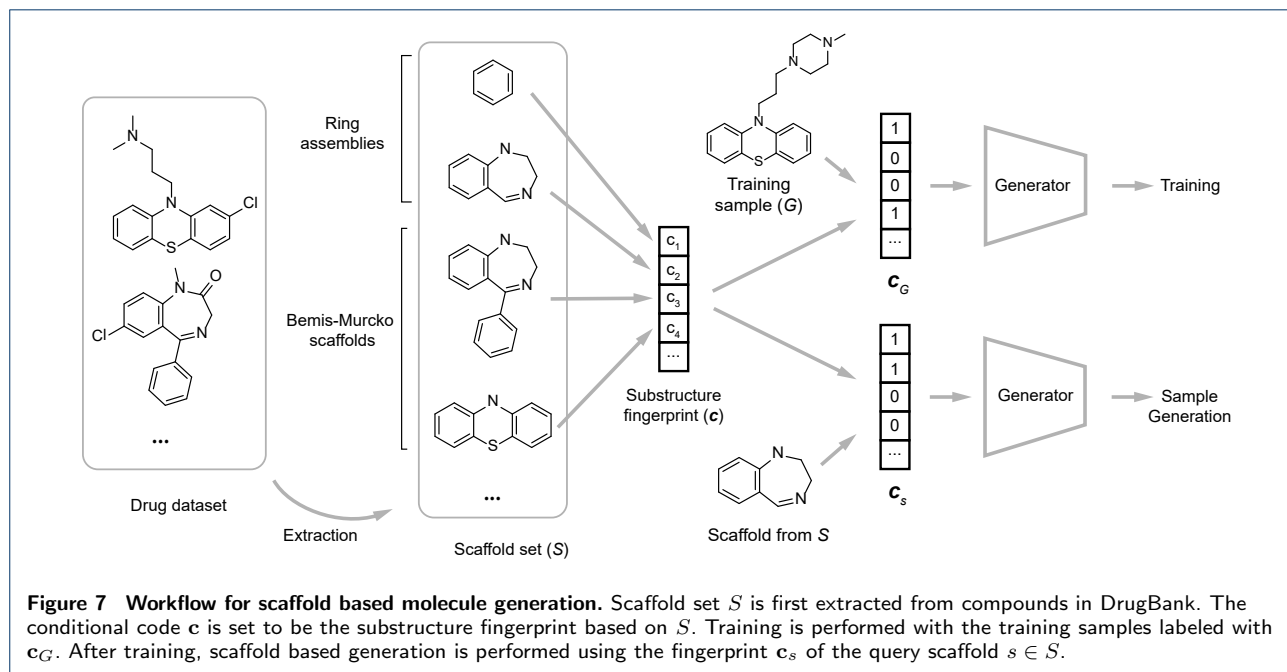 Ring
assemblies
Bemis-Murcko
scaffolds
N
N
S
Cl
N
O
N
Cl
...
Drug dataset
Extraction
N
N
N
N
N
S
...
Scaffold set (S)
c1
c2
c3
c4
...
Substructure
fingerprint (c)
N
N
N
S
Training
sample (G)
N
N
Scaffold from S
1
0
0
1
...
cG
Generator
Training
1
1
0
0
...
cs
Generator
Sample
Generation
Figure 7 Workflow for scaffold based molecule generation. Scaffold set S is first extracted from compounds in DrugBank. The
conditional code c is set to be the substructure fingerprint based on S. Training is performed with the training samples labeled with
cG. After training, scaffold based generation is performed using the fingerprint cs of the query scaffold s ∈ S.